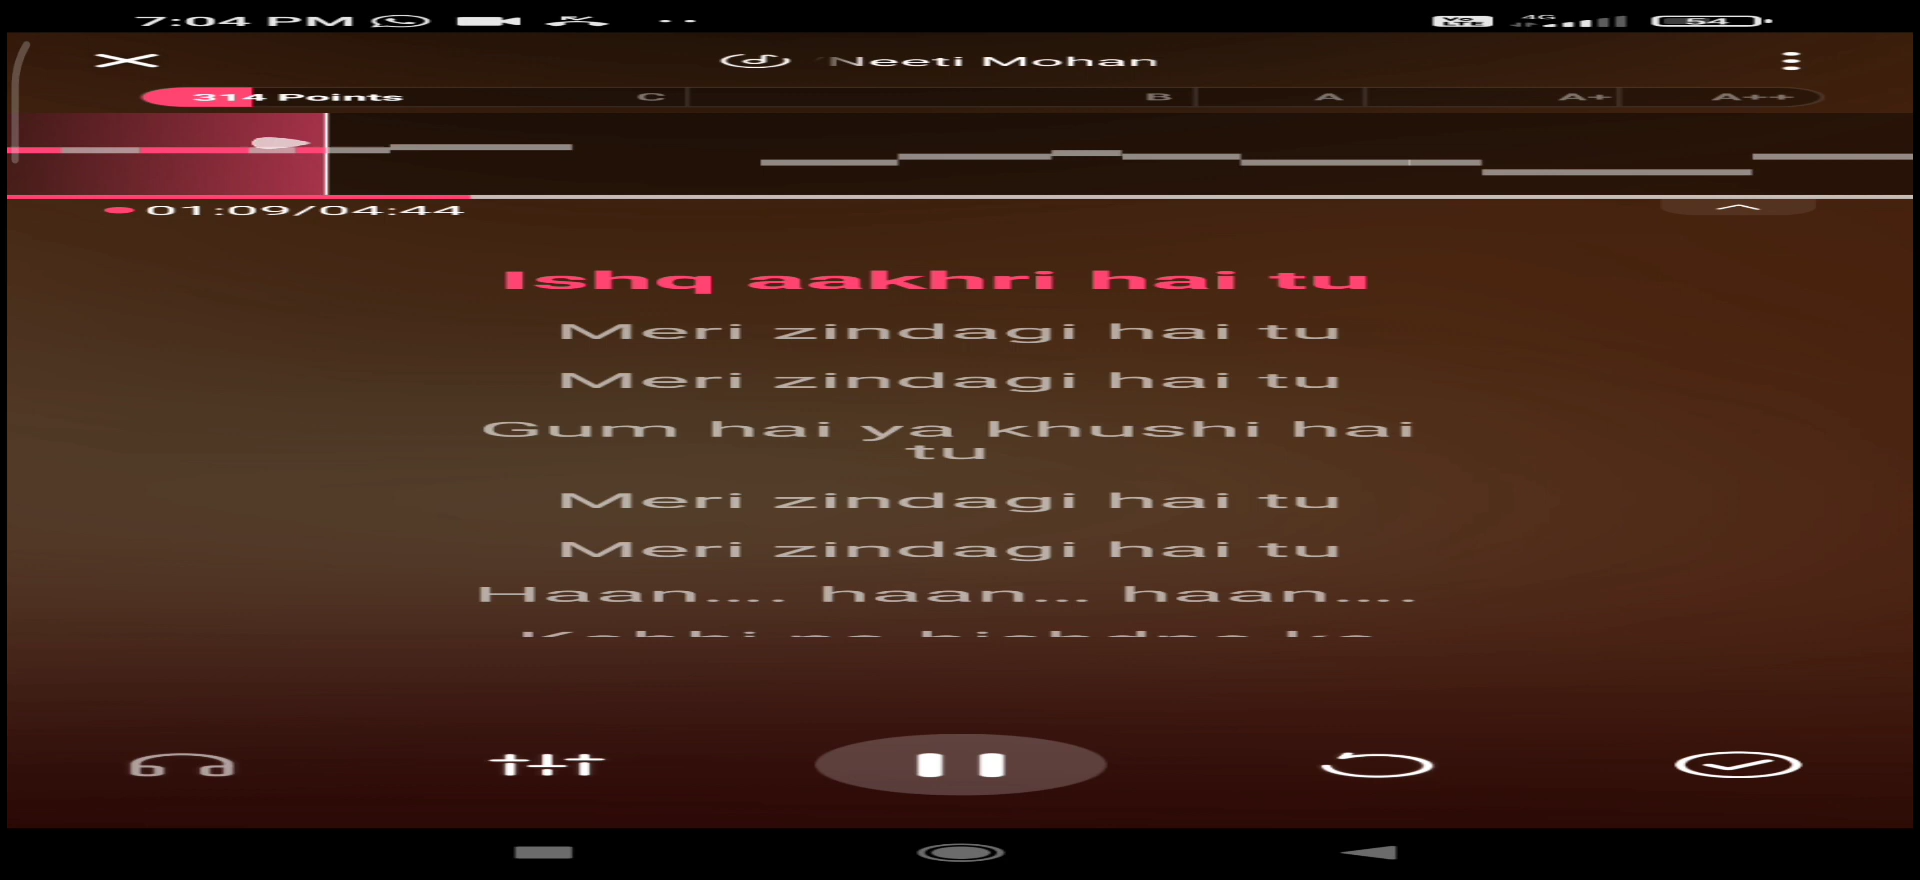 7:04 PM
4G
54
Neeti Mohan
314 Points
C
B
A
A+
A++
01:09/04:44
Ishq aakhri hai tu
Meri zindagi hai tu
Meri zindagi hai tu
Gum hai ya khushi hai
tu
Meri zindagi hai tu
Meri zindagi hai tu
Haan.... haan... haan....